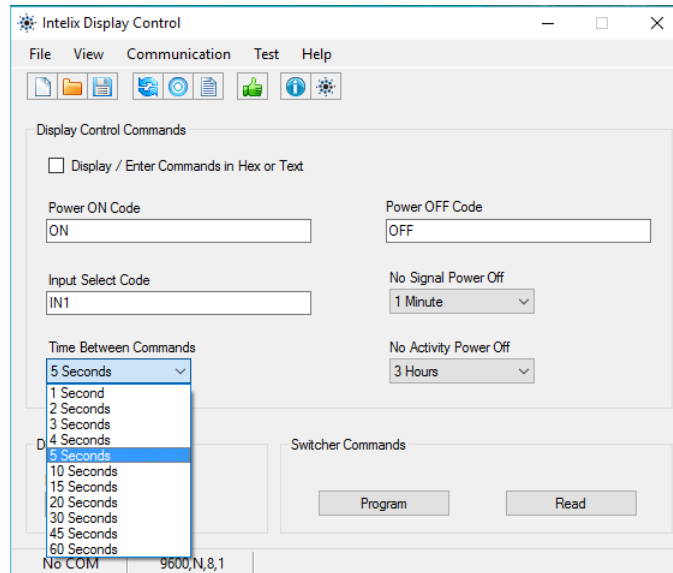 Intelix Display Control
File View Communication Test Help
Display Control Commands
Display / Enter Commands in Hex or Text
Power ON Code
Power OFF Code
ON
OFF
Input Select Code
No Signal Power Off
IN1
1 Minute
Time Between Commands
No Activity Power Off
5 Seconds
3 Hours
1 Second
2 Seconds
3 Seconds
4 Seconds
5 Seconds
10 Seconds
15 Seconds
20 Seconds
30 Seconds
45 Seconds
60 Seconds
Switcher Commands
Program
Read
No COM
9600,N,8,1